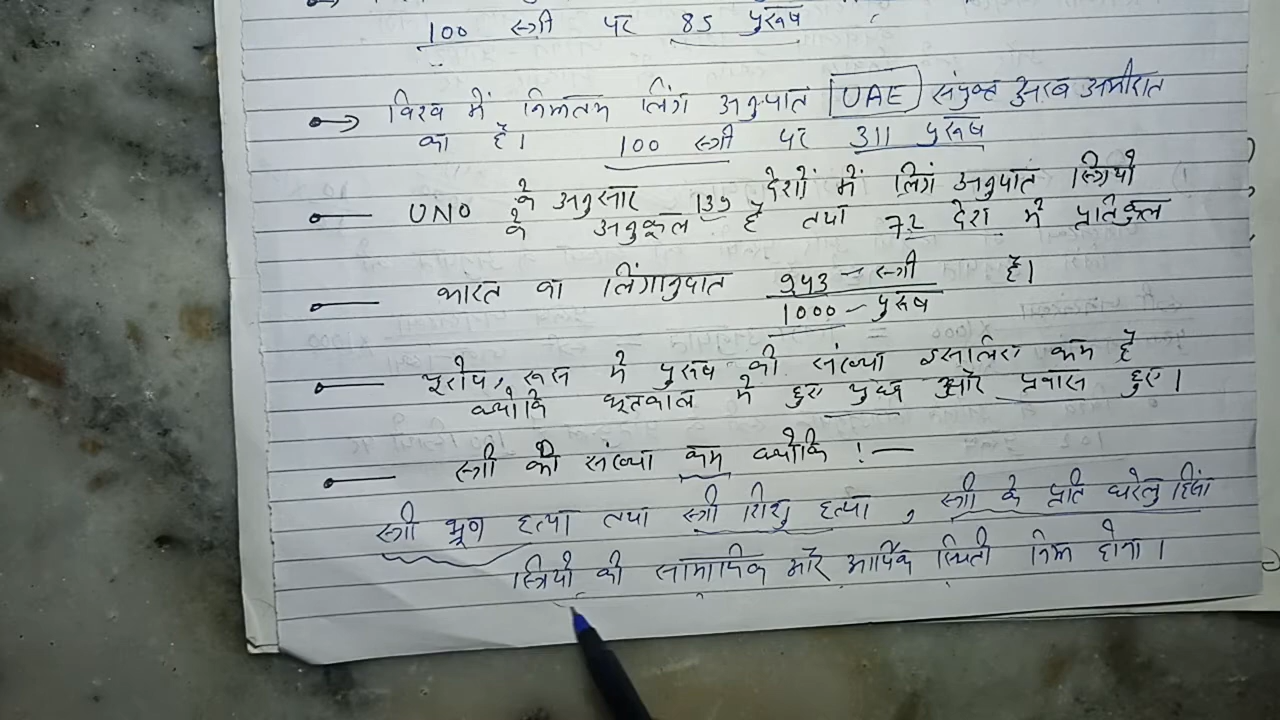 100 स्त्री पर 85 पुरूष
विश्व में निम्नतम लिंग अनुपात UAE संयुक्त अरब अमीरात
का है। 100 स्त्री पर 311 पुरूष
UNO के अनुसार 139 देशों में लिंग अनुपात स्त्रियों
के अनुकूल है तथा 72 देश में प्रतिकूल
भारत का लिंगानुपात 943 - स्त्री है।
1000 - पुरूष
यूरोप, रूस में पुरूष की संख्या इसलिए कम है
क्योकि भूतकाल मे हुए युध्द और प्रवास हुए।
स्त्री की संख्या कम क्योकि :—
स्त्री भ्रूण हत्या तथा स्त्री शिशु हत्या , स्त्री के प्रति घरेलु हिंसा
स्त्रियो की सामाजिक और आर्थिक स्थिती निम्न होना।